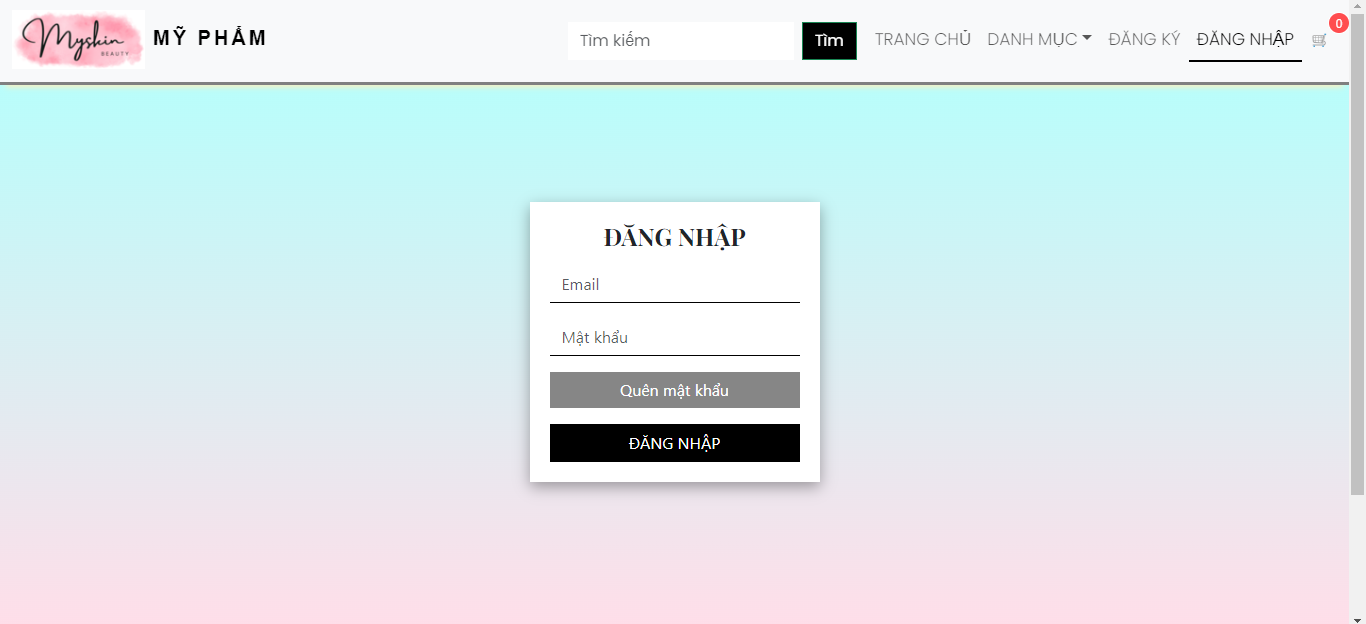 Myskin
BEAUTY
MỸ PHẨM
Tìm kiếm
Tìm
TRANG CHỦ
DANH MỤC
ĐĂNG KÝ
ĐĂNG NHẬP
0
ĐĂNG NHẬP
Email
Mật khẩu
Quên mật khẩu
ĐĂNG NHẬP